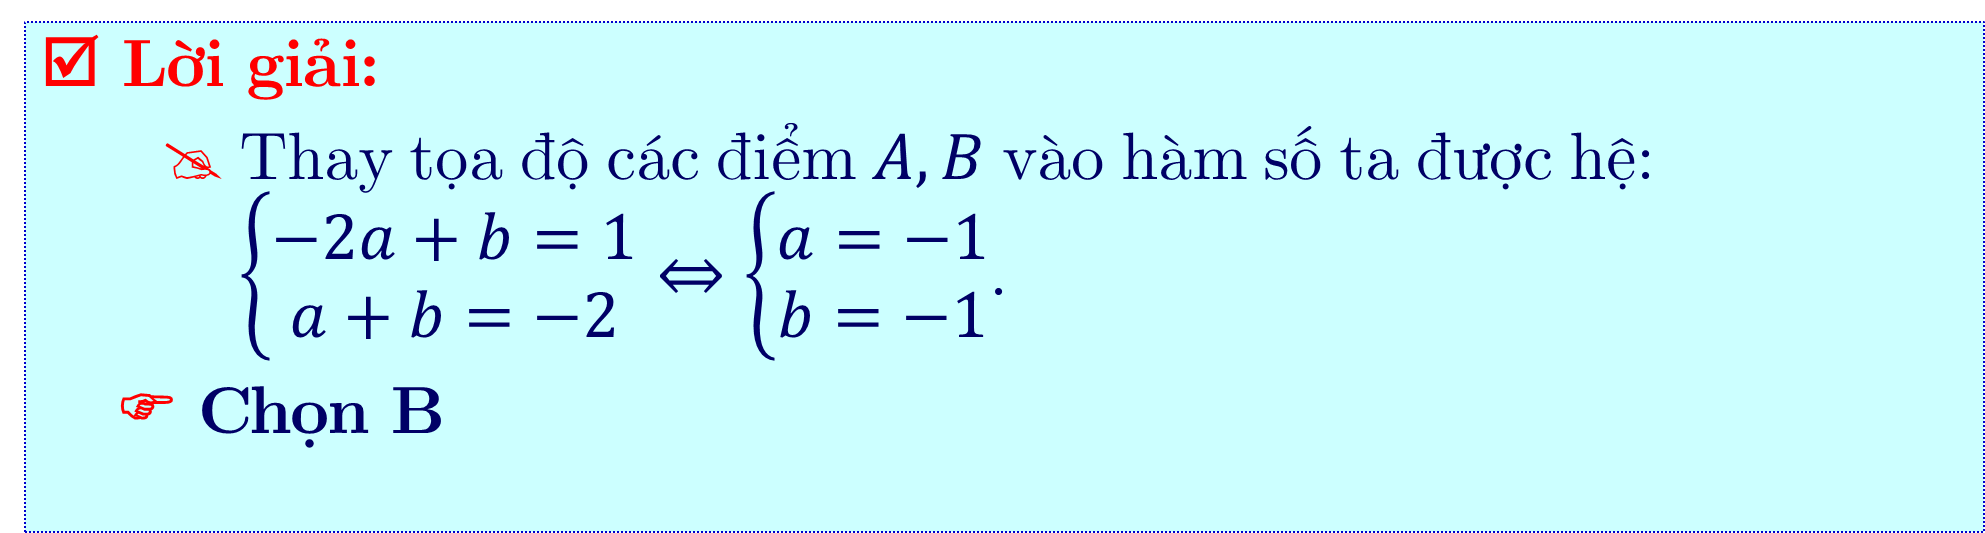 ☑ Lời giải:
Thay tọa độ các điểm A, B vào hàm số ta được hệ:
{−2a + b = 1
a + b = −2 ⇔ {a = −1
b = −1.
☞ Chọn B